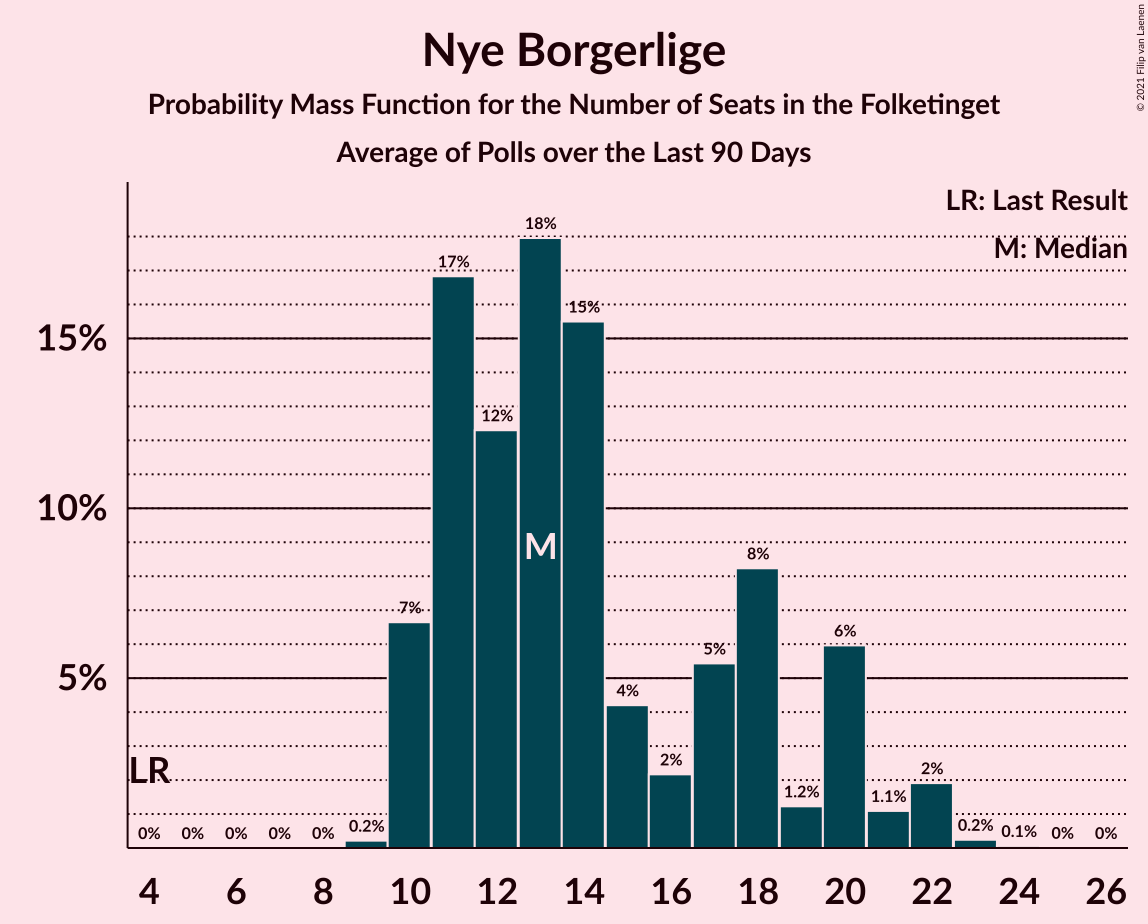 Nye Borgerlige
Probability Mass Function for the Number of Seats in the Folketinget
Average of Polls over the Last 90 Days
© 2021 Filip van Laenen
LR: Last Result
M: Median
15%
10%
5%
LR
M
0%
0%
0%
0%
0%
0.2%
7%
17%
12%
18%
15%
4%
2%
5%
8%
1.2%
6%
1.1%
2%
0.2%
0.1%
0%
0%
4 6 8 10 12 14 16 18 20 22 24 26